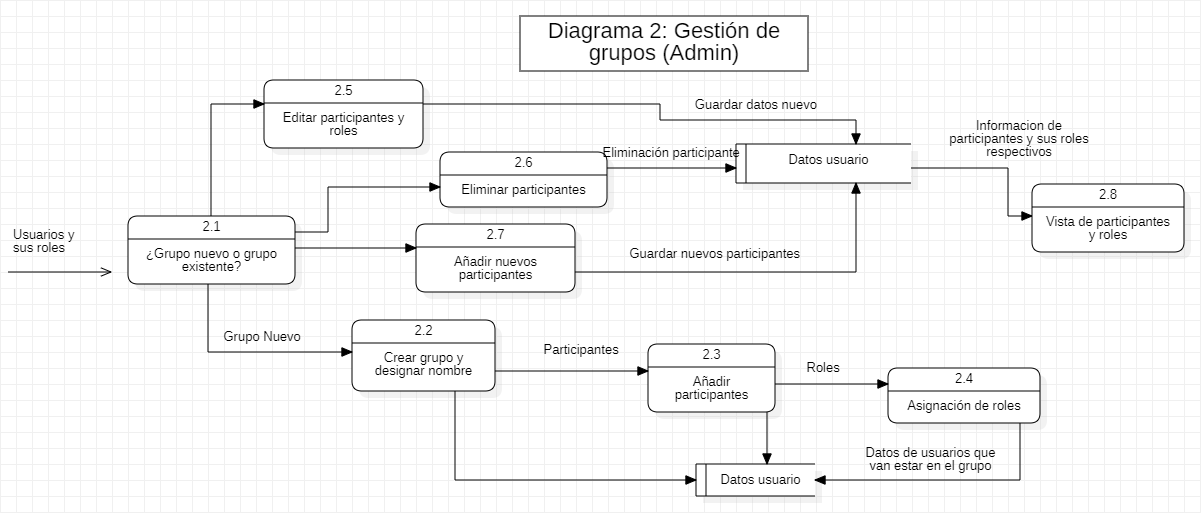 Diagrama 2: Gestión de
grupos (Admin)
2.5
Editar participantes y
roles
Guardar datos nuevo
Informacion de
participantes y sus roles
respectivos
Eliminación participante
Datos usuario
2.6
Eliminar participantes
2.8
Vista de participantes
y roles
Usuarios y
sus roles
2.1
¿Grupo nuevo o grupo
existente?
2.7
Añadir nuevos
participantes
Guardar nuevos participantes
Grupo Nuevo
2.2
Crear grupo y
designar nombre
Participantes
2.3
Añadir
participantes
Roles
2.4
Asignación de roles
Datos de usuarios que
van estar en el grupo
Datos usuario